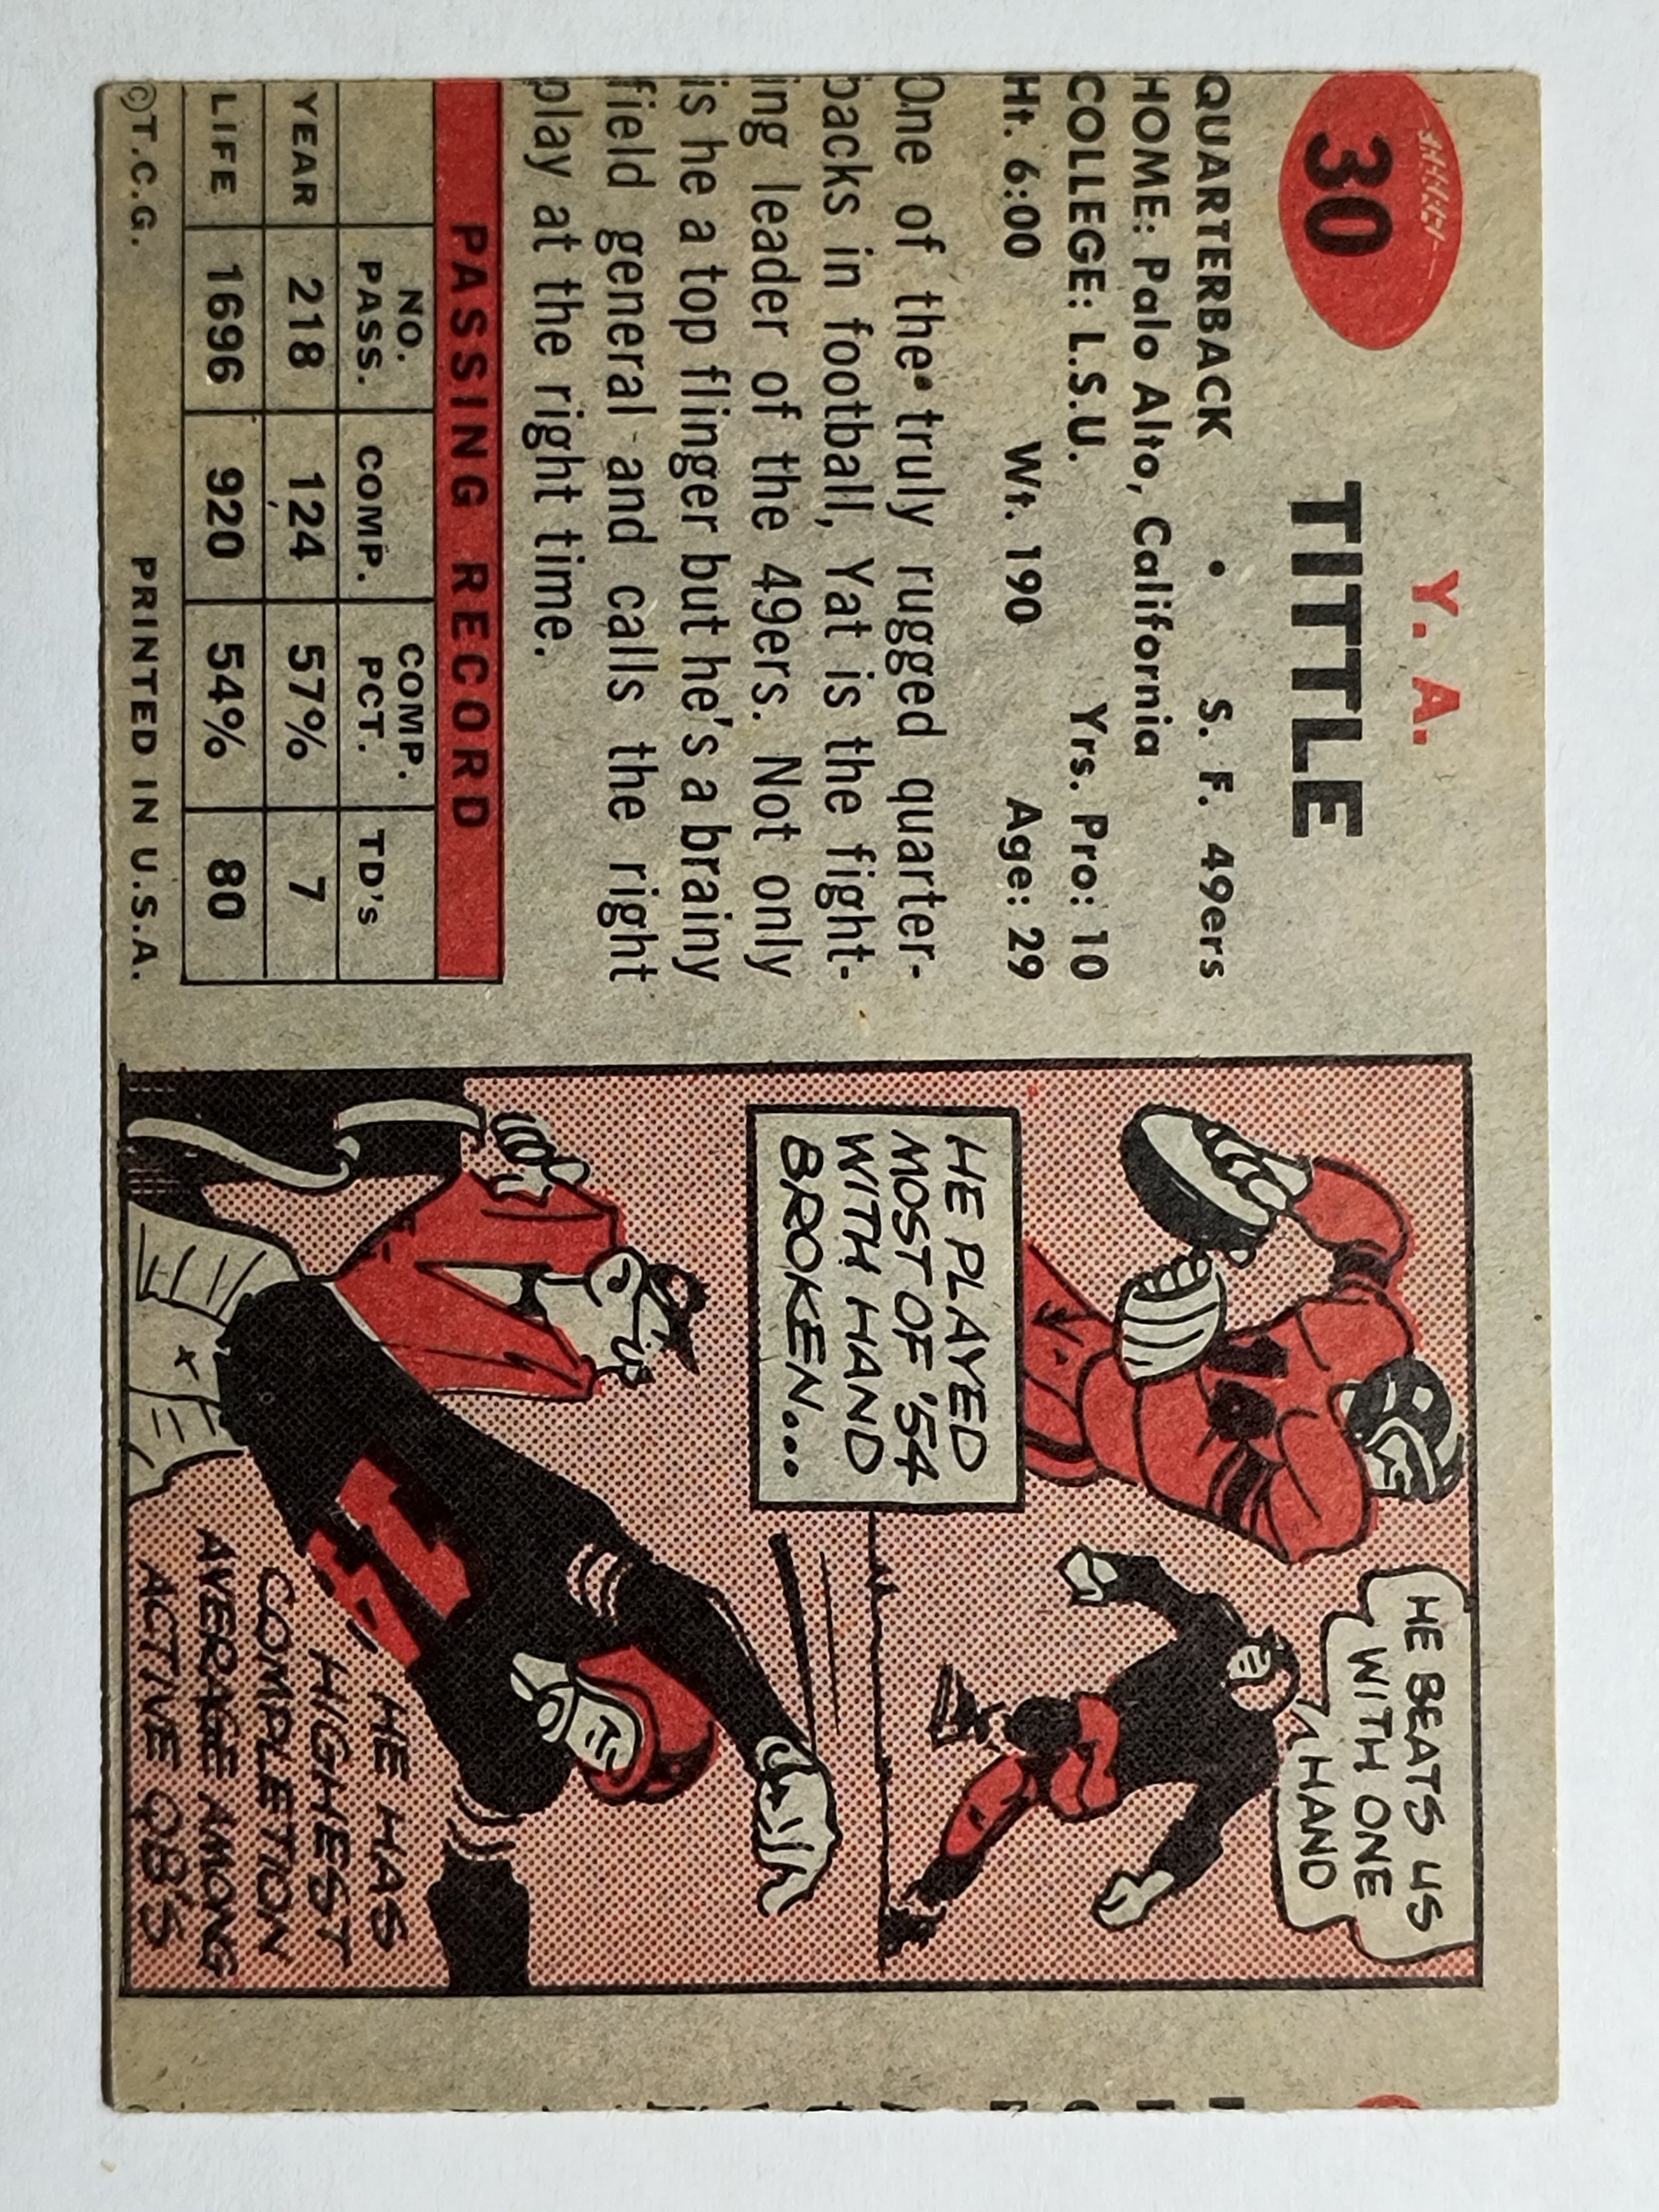 30
Y. A.
TITTLE
QUARTERBACK • S. F. 49ers
HOME: Palo Alto, California
COLLEGE: L.S.U. Yrs. Pro: 10
Ht. 6:00 Wt. 190 Age: 29
One of the truly rugged quarter-
backs in football, Yat is the fight-
ing leader of the 49ers. Not only
is he a top flinger but he's a brainy
field general and calls the right
play at the right time.
PASSING RECORD
NO. PASS. COMP. COMP. PCT. TD's
YEAR 218 124 57% 7
LIFE 1696 920 54% 80
©T.C.G. PRINTED IN U.S.A.
HE BEATS US
WITH ONE
HAND
HE PLAYED
MOST OF '54
WITH HAND
BROKEN...
HE HAS
HIGHEST
COMPLETION
AVERAGE AMONG
ACTIVE QB'S